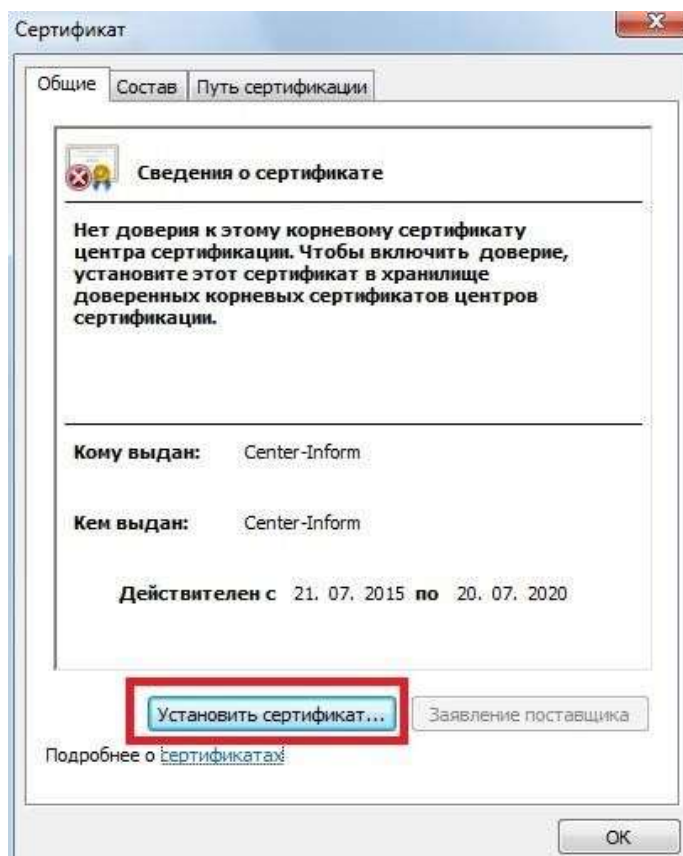 Сертификат
Общие Состав Путь сертификации
Сведения о сертификате
Нет доверия к этому корневому сертификату
центра сертификации. Чтобы включить доверие,
установите этот сертификат в хранилище
доверенных корневых сертификатов центров
сертификации.
Кому выдан: Center-Inform
Кем выдан: Center-Inform
Действителен с 21. 07. 2015 по 20. 07. 2020
Установить сертификат... Заявление поставщика
Подробнее о сертификатах
ОК